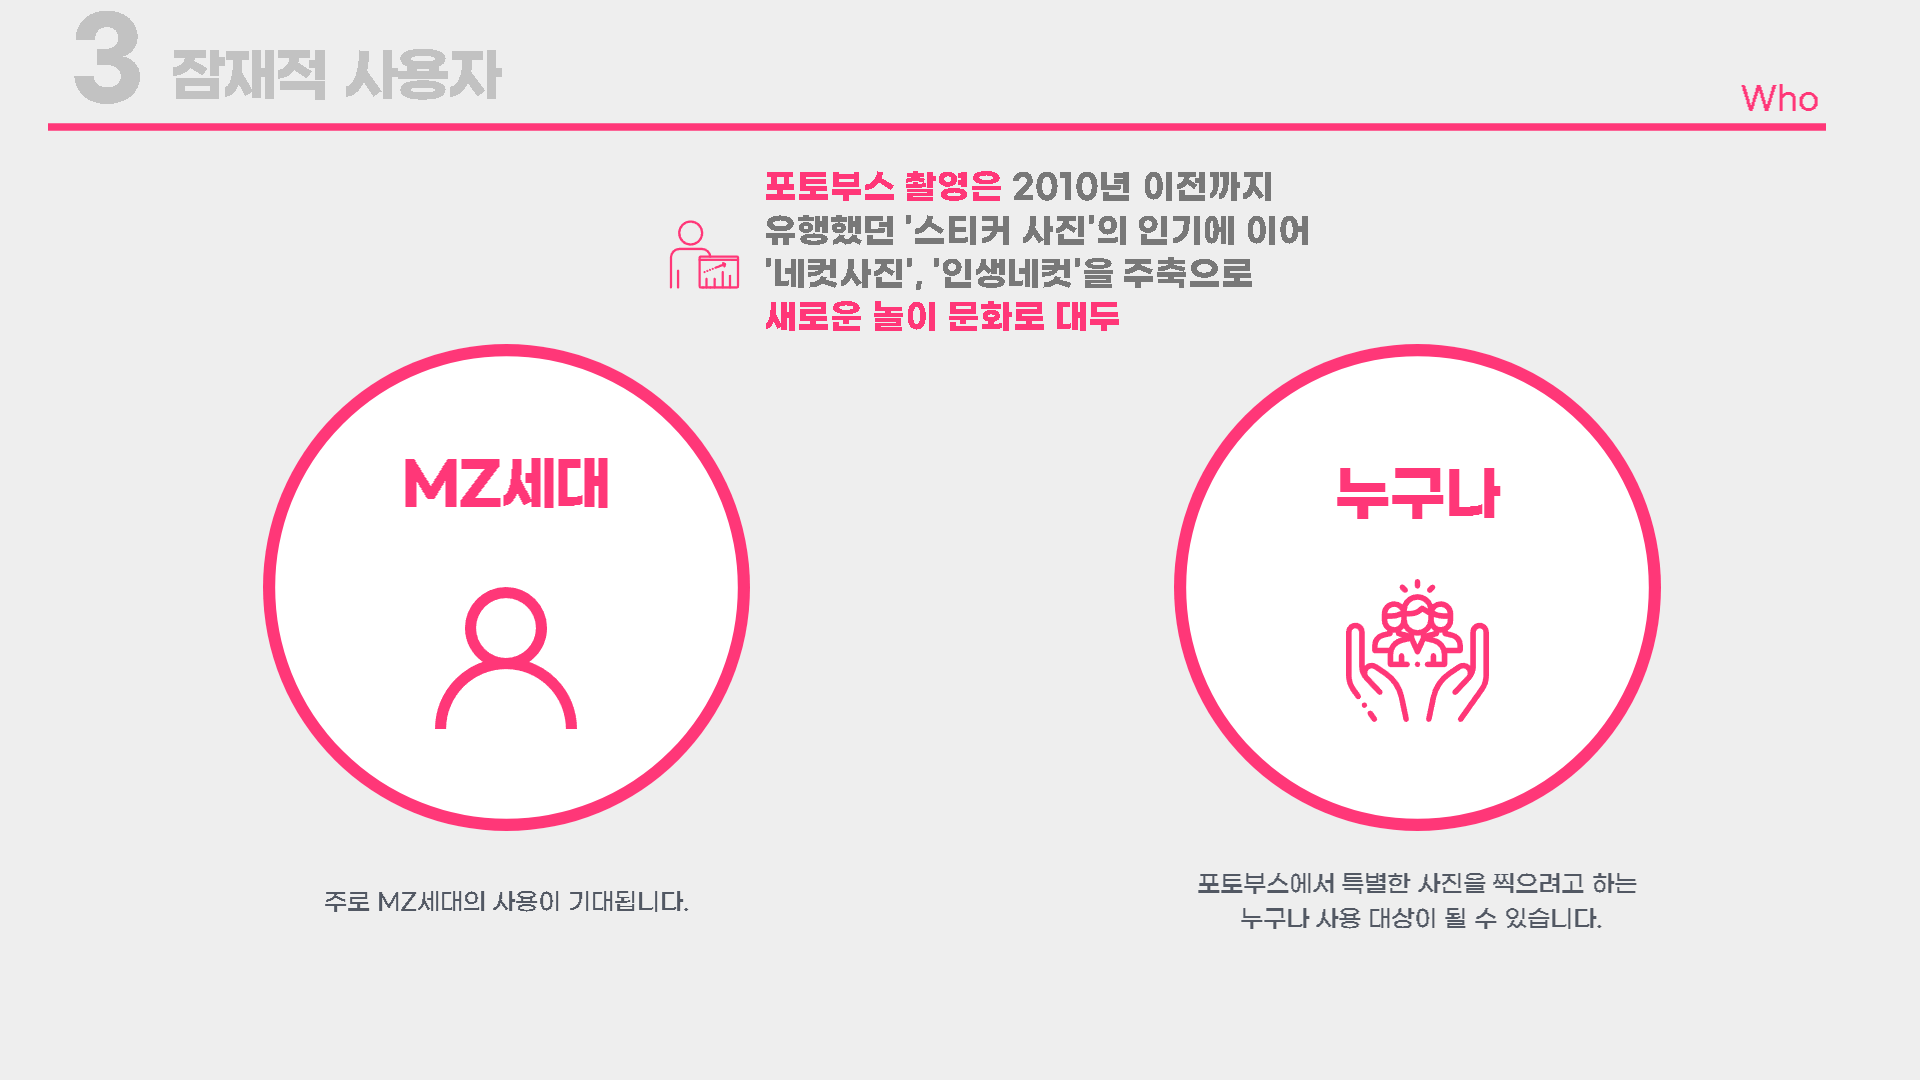 3 잠재적 사용자
Who
포토부스 촬영은 2010년 이전까지
유행했던 '스티커 사진'의 인기에 이어
'네컷사진', '인생네컷'을 주축으로
새로운 놀이 문화로 대두
MZ세대
누구나
주로 MZ세대의 사용이 기대됩니다.
포토부스에서 특별한 사진을 찍으려고 하는
누구나 사용 대상이 될 수 있습니다.